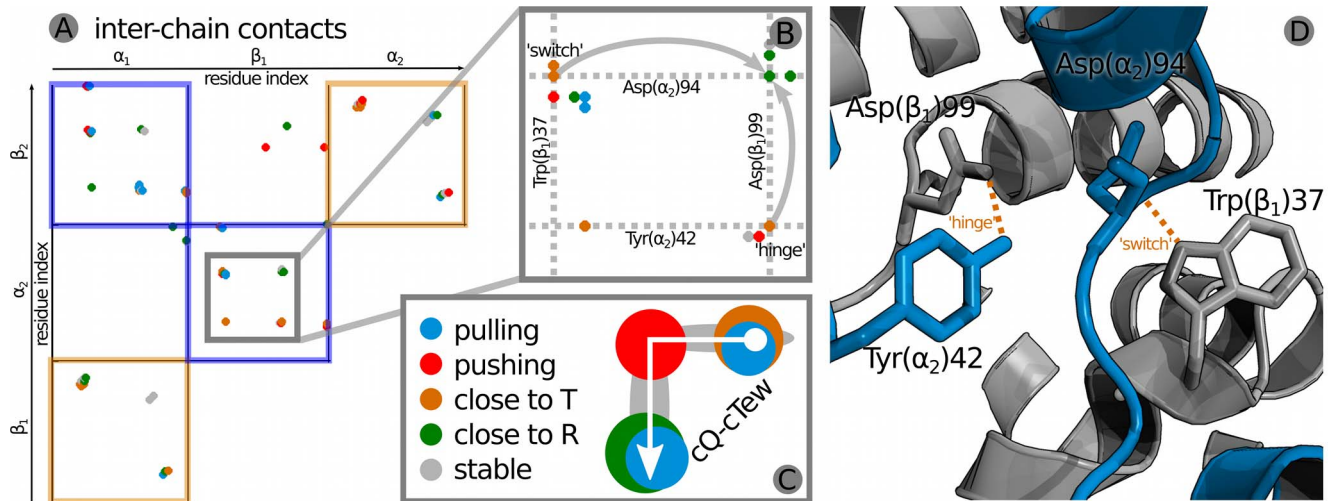 A inter-chain contacts
α1 β1 α2
residue index
β2
α2
residue index
β1
B
'switch'
Asp(α2)94
Trp(β1)37
Asp(β1)99
Tyr(α2)42
'hinge'
pulling
pushing
close to T
close to R
stable
cQ-cTew
C
D
Asp(α2)94
Asp(β1)99
Trp(β1)37
'hinge'
'switch'
Tyr(α2)42